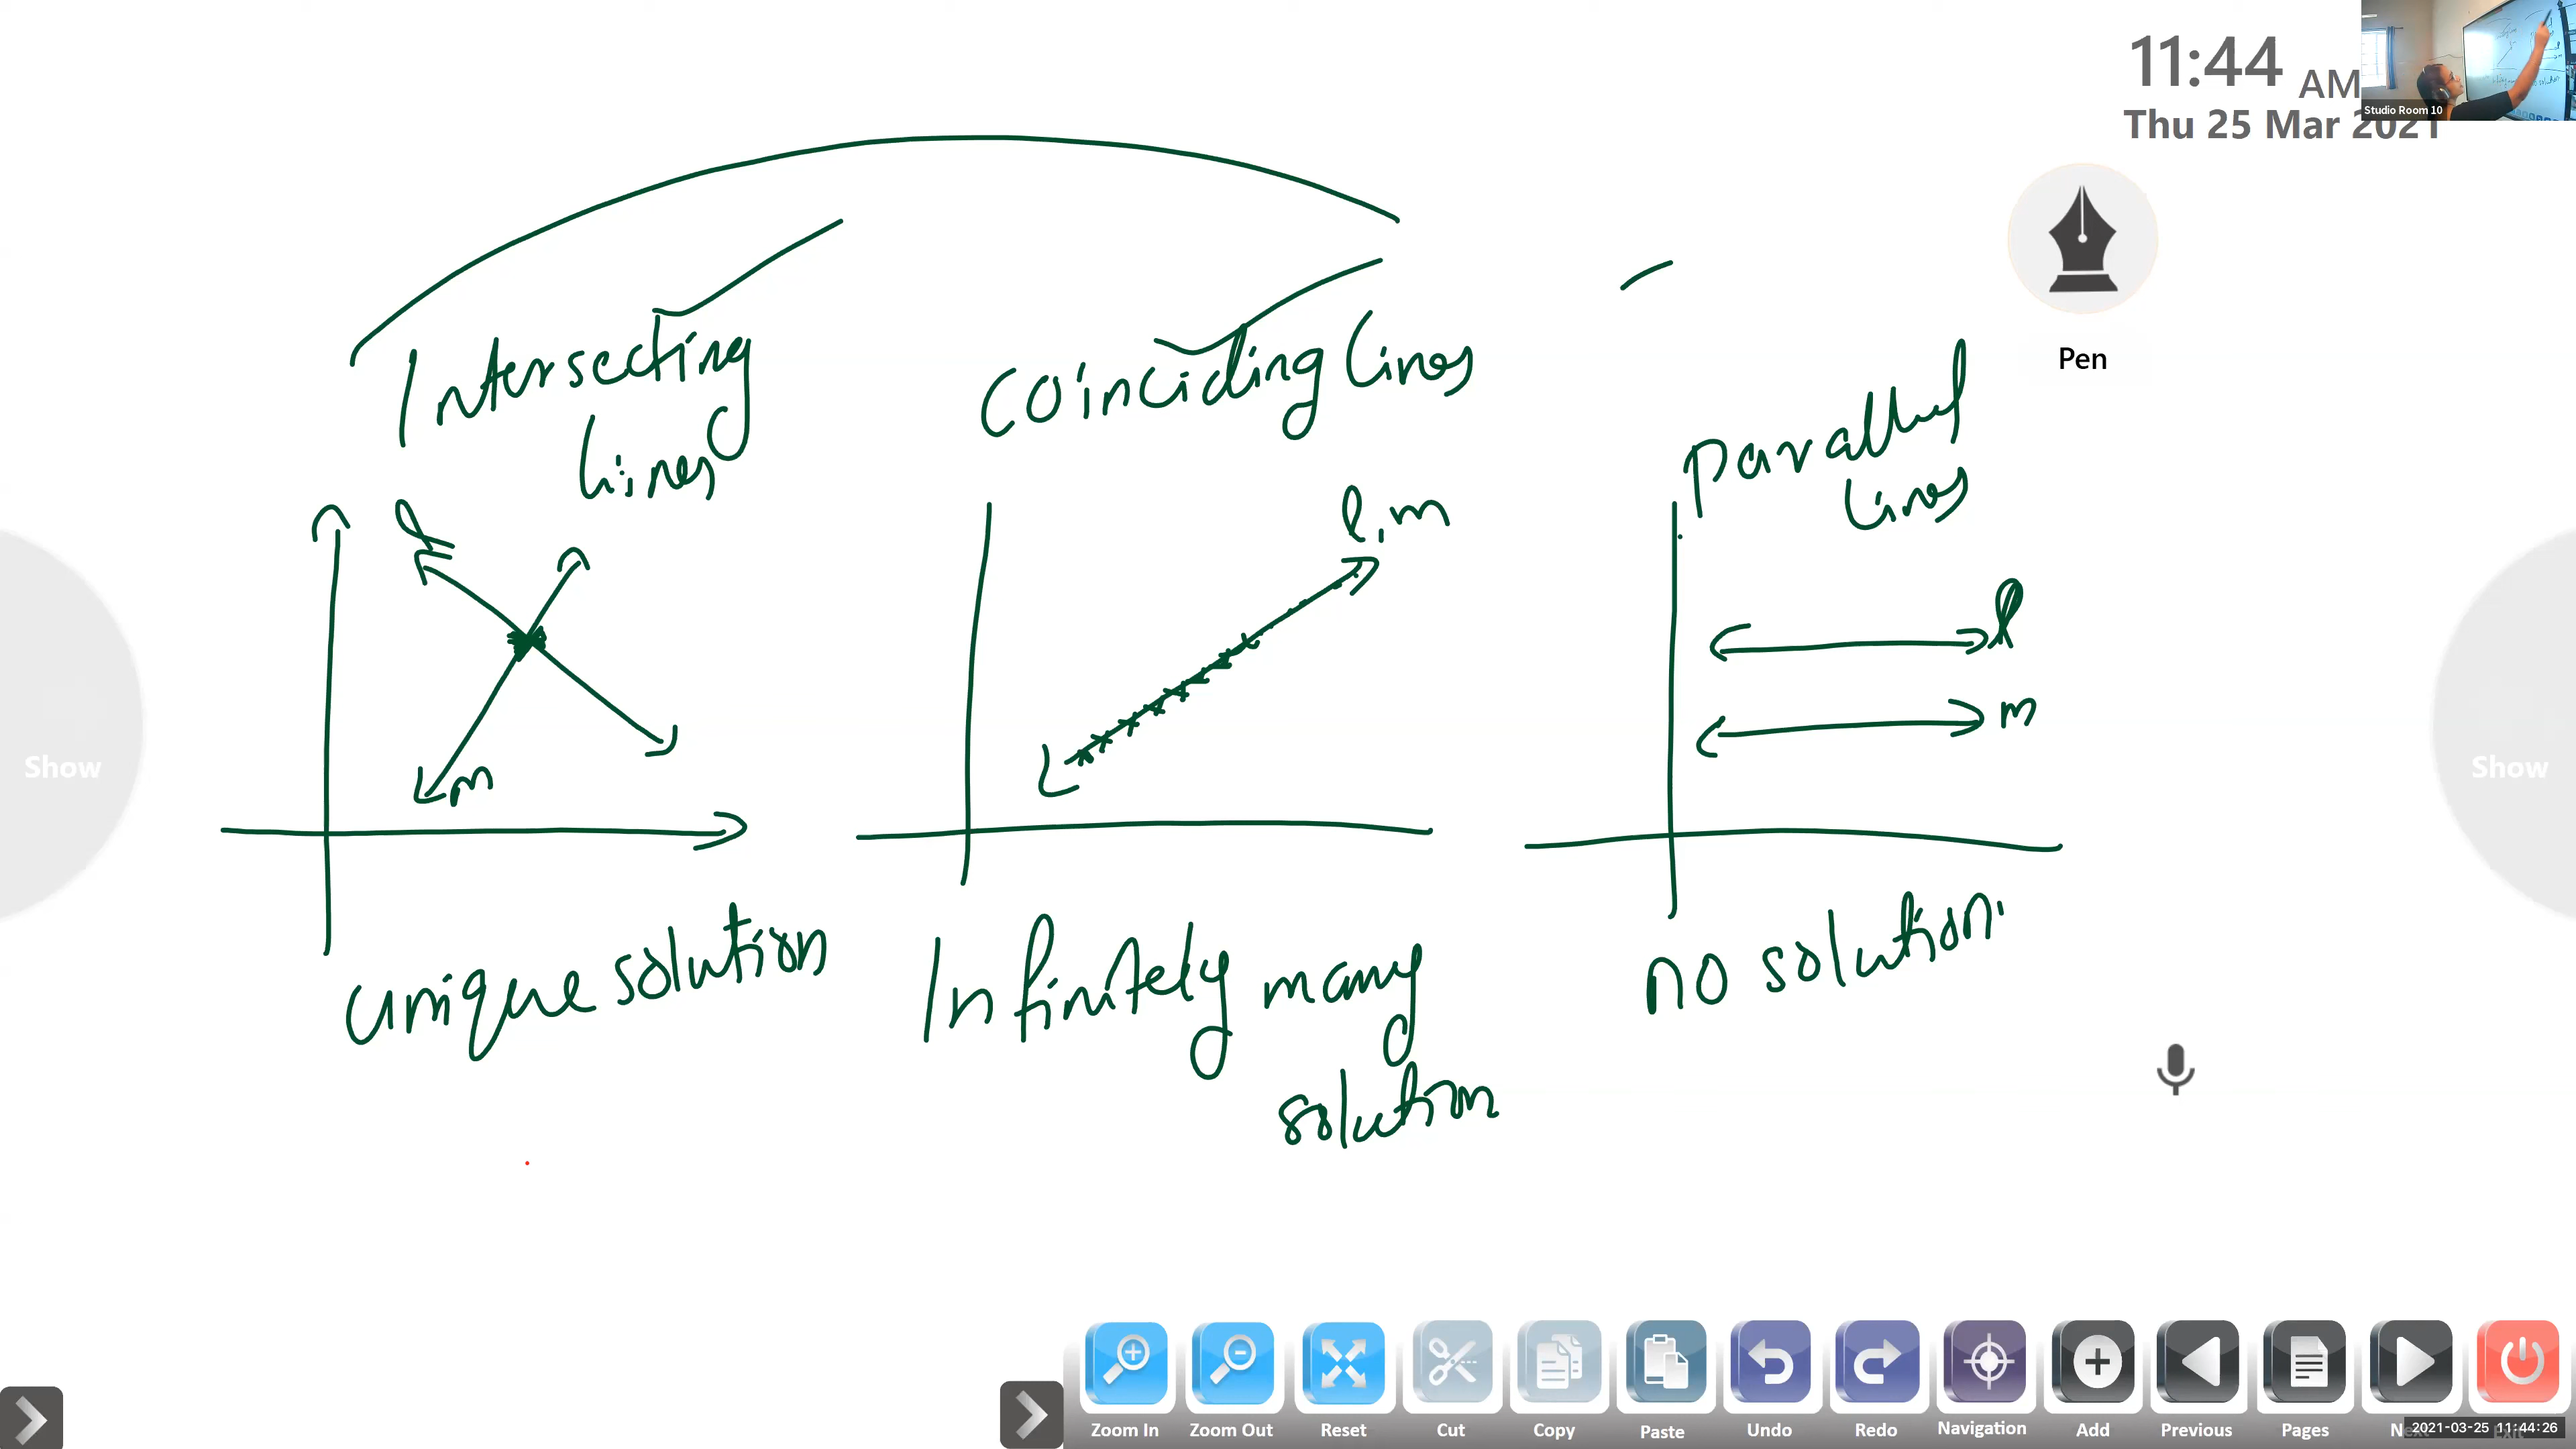 11:44 AM
Thu 25 Mar 2021
Studio Room 10
Pen
Intersecting
lines
coinciding lines
parallel
lines
l
m
l, m
l
m
Show
Show
unique solution
Infinitely many
solution
no solution
Zoom In
Zoom Out
Reset
Cut
Copy
Paste
Undo
Redo
Navigation
Add
Previous
Pages
2021-03-25 11:44:26